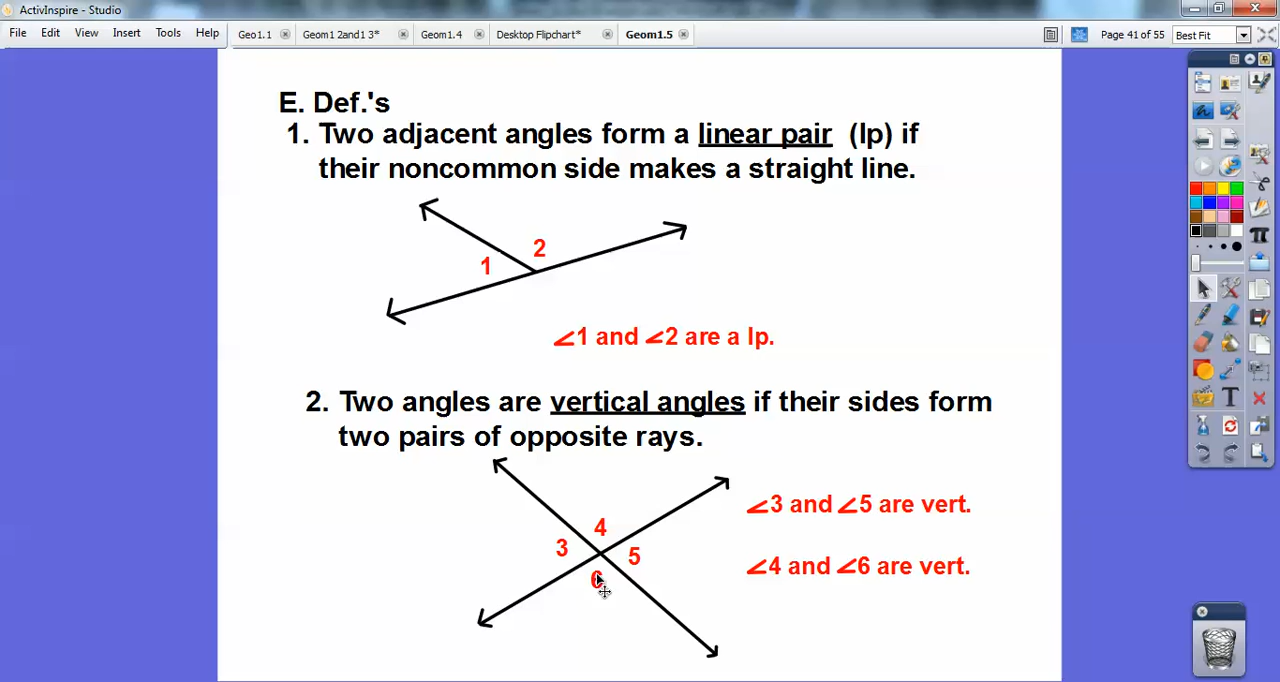 ActivInspire - Studio
File Edit View Insert Tools Help
Geo1.1 Geom1 2and1 3* Geom1.4 Desktop Flipchart* Geom1.5
Page 41 of 55 Best Fit
E. Def.'s
1. Two adjacent angles form a linear pair (lp) if
their noncommon side makes a straight line.
1 2
∠1 and ∠2 are a lp.
2. Two angles are vertical angles if their sides form
two pairs of opposite rays.
4
3 5
6
∠3 and ∠5 are vert.
∠4 and ∠6 are vert.